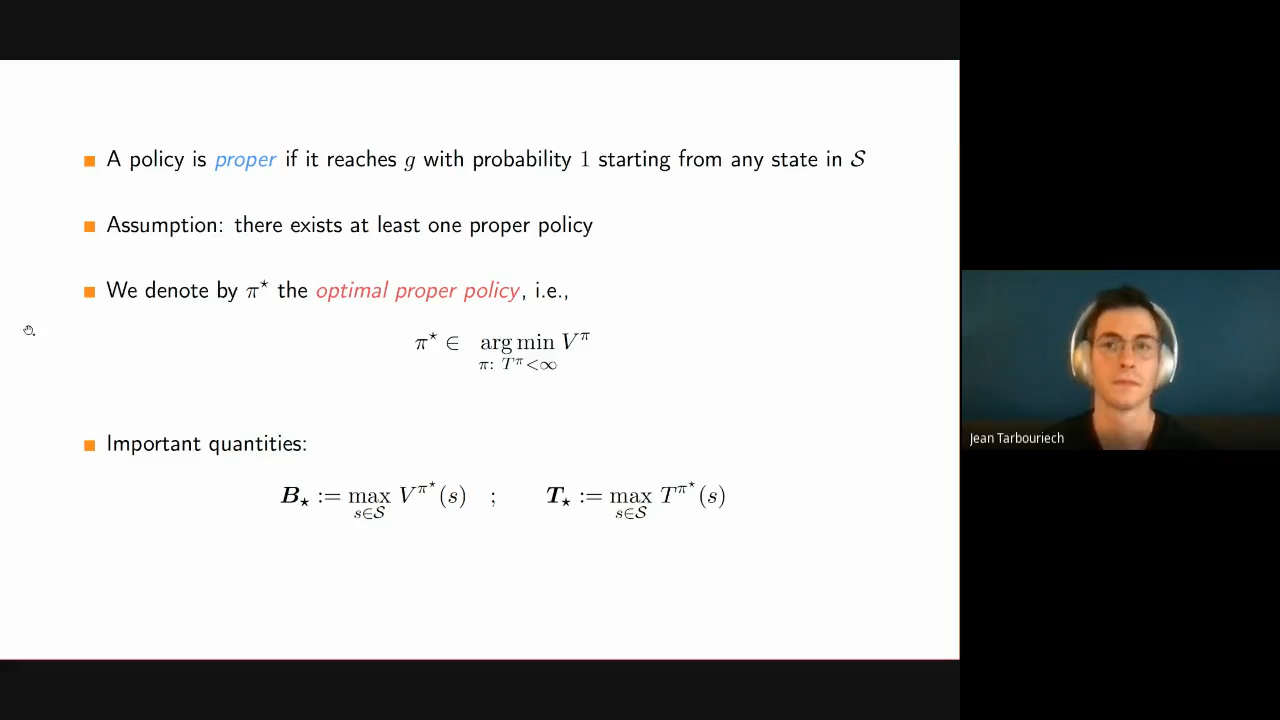 A policy is proper if it reaches g with probability 1 starting from any state in 𝒮
Assumption: there exists at least one proper policy
We denote by π⋆ the optimal proper policy, i.e.,
π⋆ ∈ arg min V^π
π: T^π<∞
Important quantities:
B⋆ := max V^{π⋆}(s) ; T⋆ := max T^{π⋆}(s)
s∈𝒮 s∈𝒮
Jean Tarbouriech